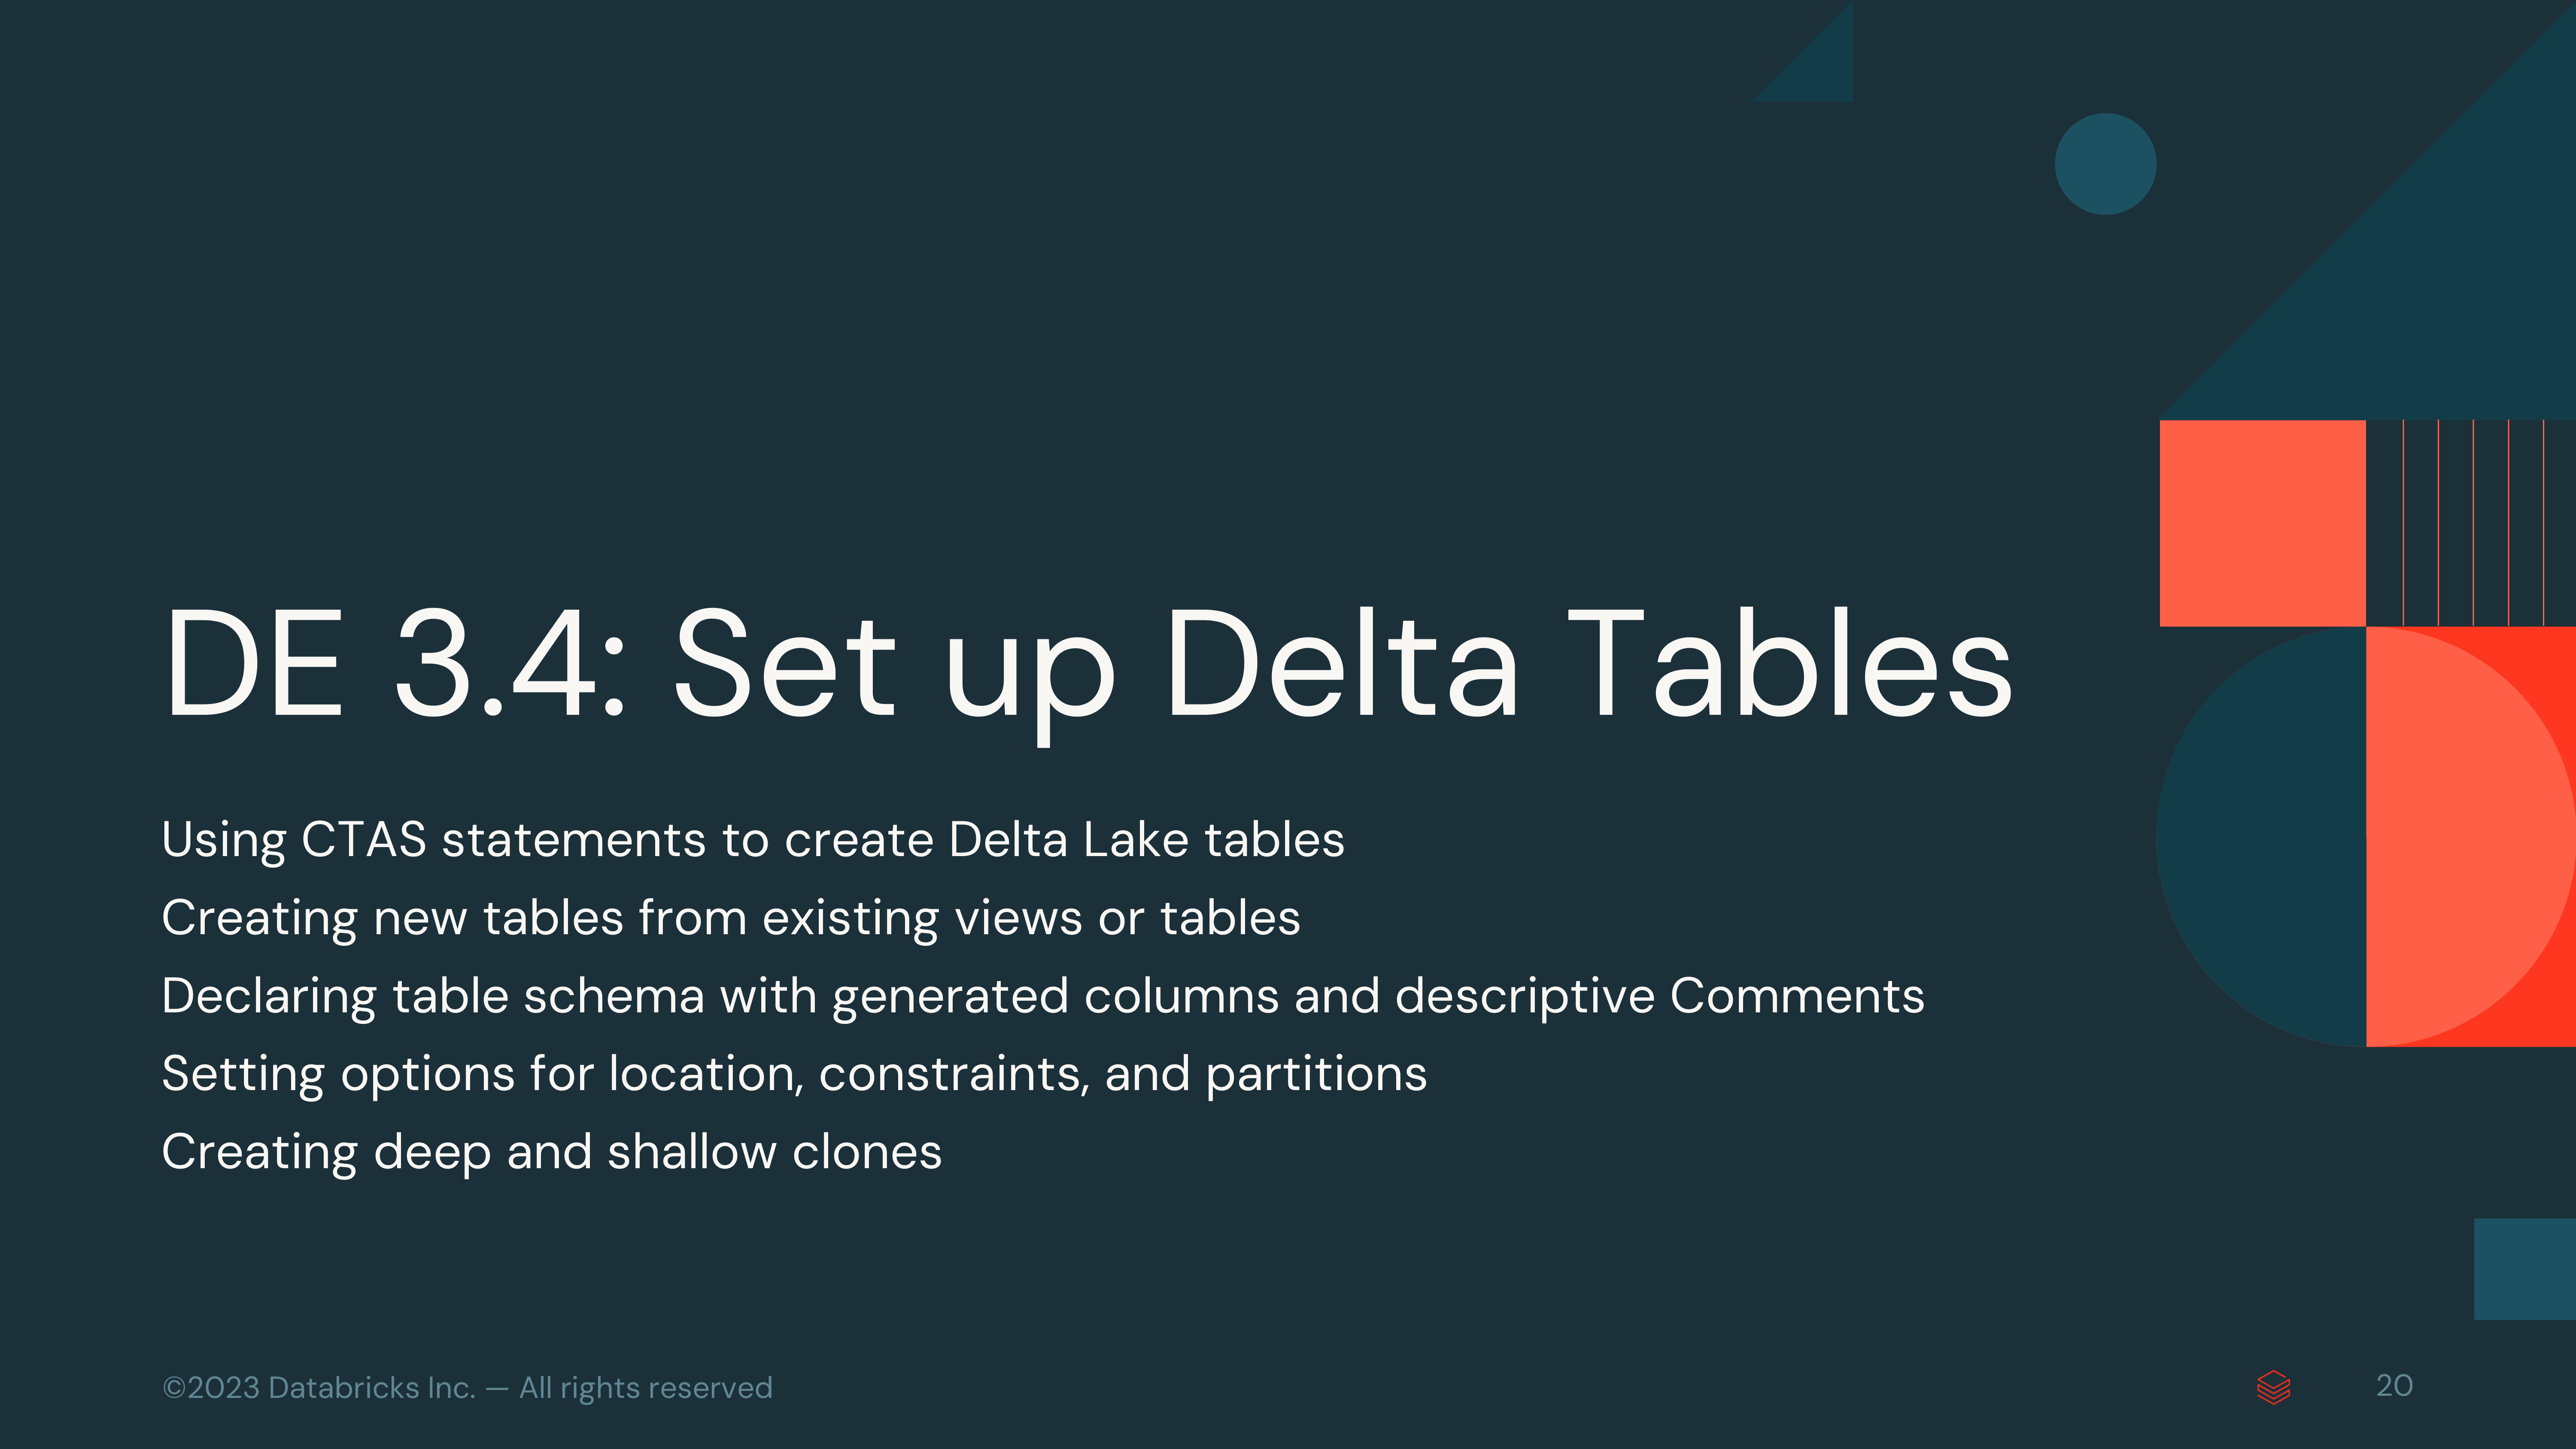 DE 3.4: Set up Delta Tables
Using CTAS statements to create Delta Lake tables
Creating new tables from existing views or tables
Declaring table schema with generated columns and descriptive Comments
Setting options for location, constraints, and partitions
Creating deep and shallow clones
©2023 Databricks Inc. — All rights reserved
20